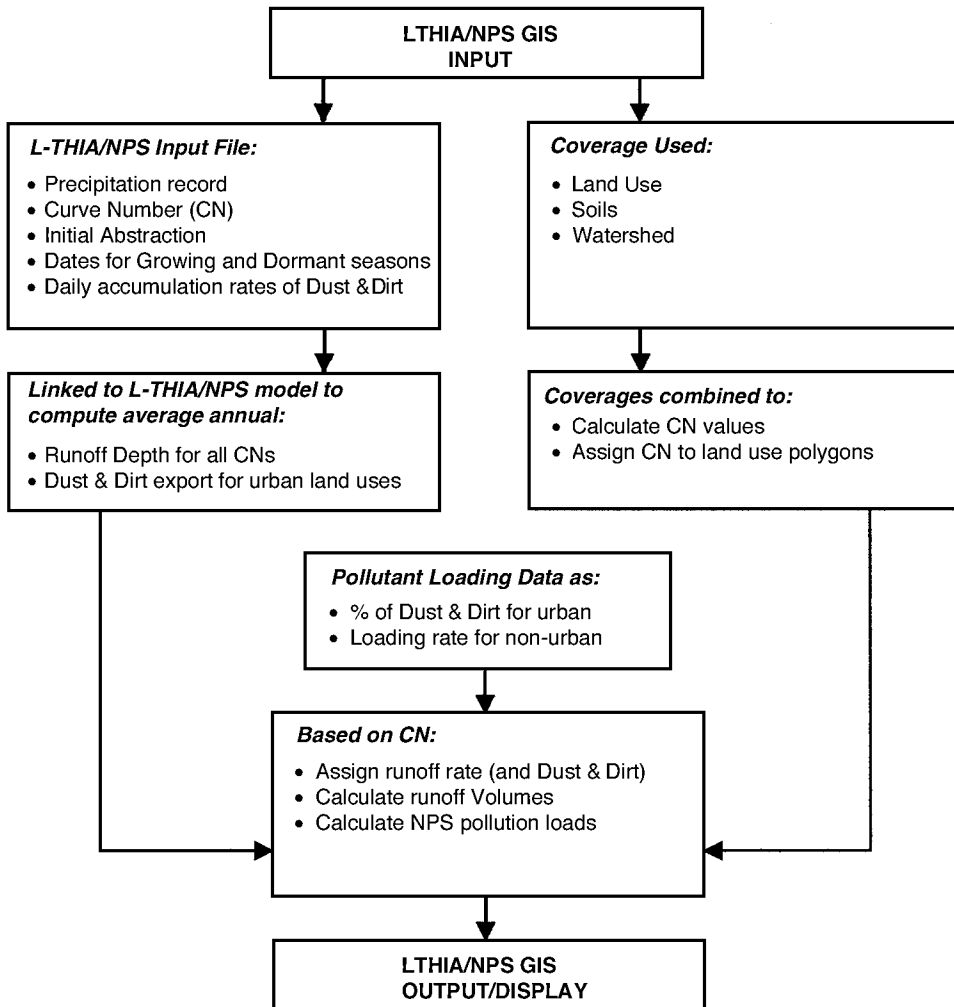 LTHIA/NPS GIS
INPUT
L-THIA/NPS Input File:
• Precipitation record
• Curve Number (CN)
• Initial Abstraction
• Dates for Growing and Dormant seasons
• Daily accumulation rates of Dust &Dirt
Coverage Used:
• Land Use
• Soils
• Watershed
Linked to L-THIA/NPS model to
compute average annual:
• Runoff Depth for all CNs
• Dust & Dirt export for urban land uses
Coverages combined to:
• Calculate CN values
• Assign CN to land use polygons
Pollutant Loading Data as:
• % of Dust & Dirt for urban
• Loading rate for non-urban
Based on CN:
• Assign runoff rate (and Dust & Dirt)
• Calculate runoff Volumes
• Calculate NPS pollution loads
LTHIA/NPS GIS
OUTPUT/DISPLAY